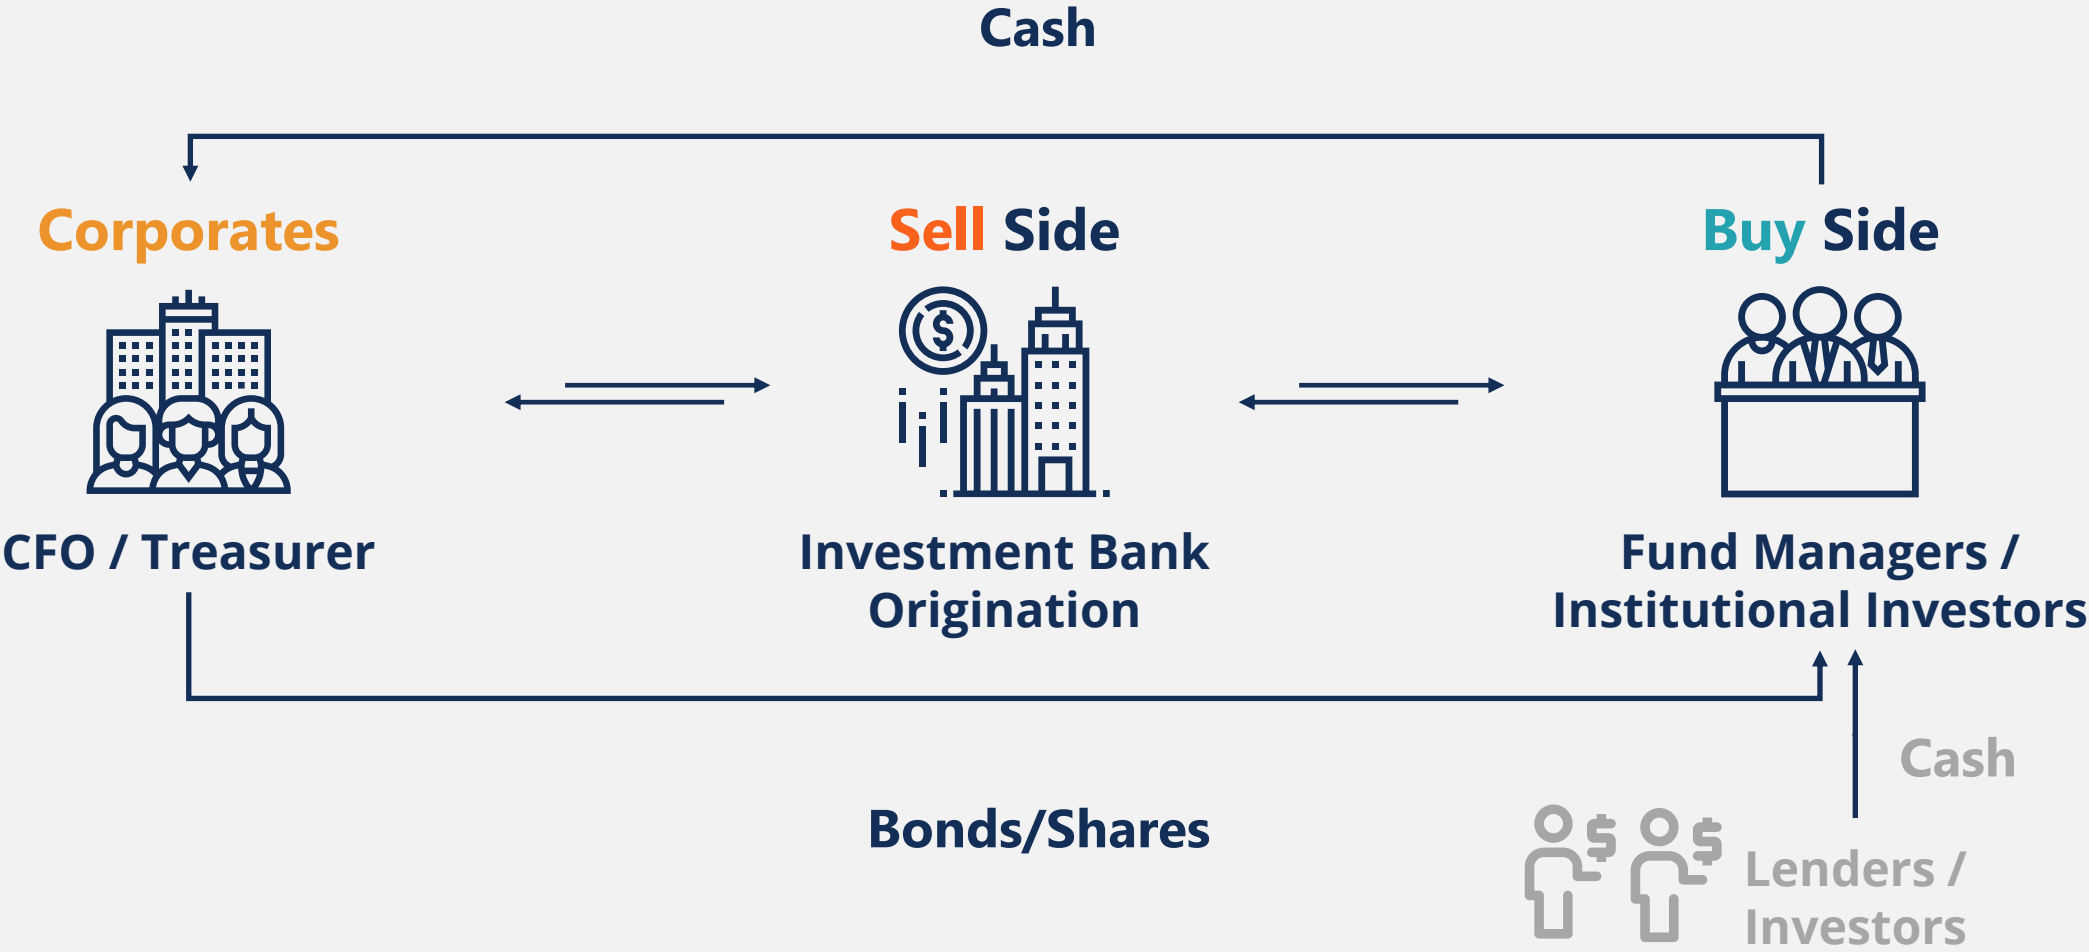 Cash
Corporates
Sell Side
Buy Side
$
CFO / Treasurer
Investment Bank
Origination
Fund Managers /
Institutional Investors
Cash
Bonds/Shares
$ $
Lenders /
Investors